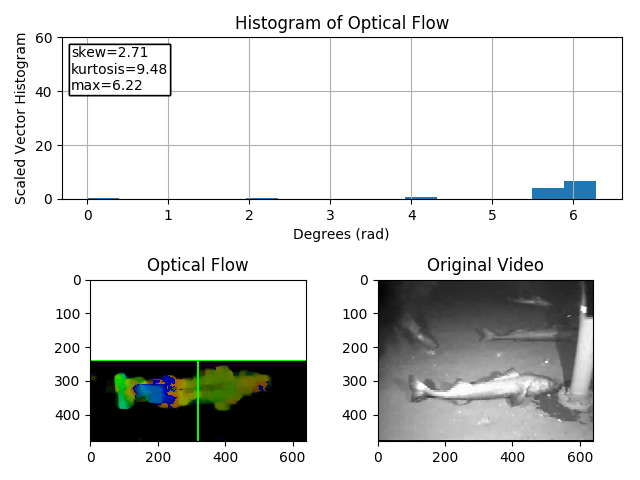 Histogram of Optical Flow
Scaled Vector Histogram
60
40
20
0
skew=2.71
kurtosis=9.48
max=6.22
0 1 2 3 4 5 6
Degrees (rad)
Optical Flow
0
100
200
300
400
0 200 400 600
Original Video
0
100
200
300
400
0 200 400 600